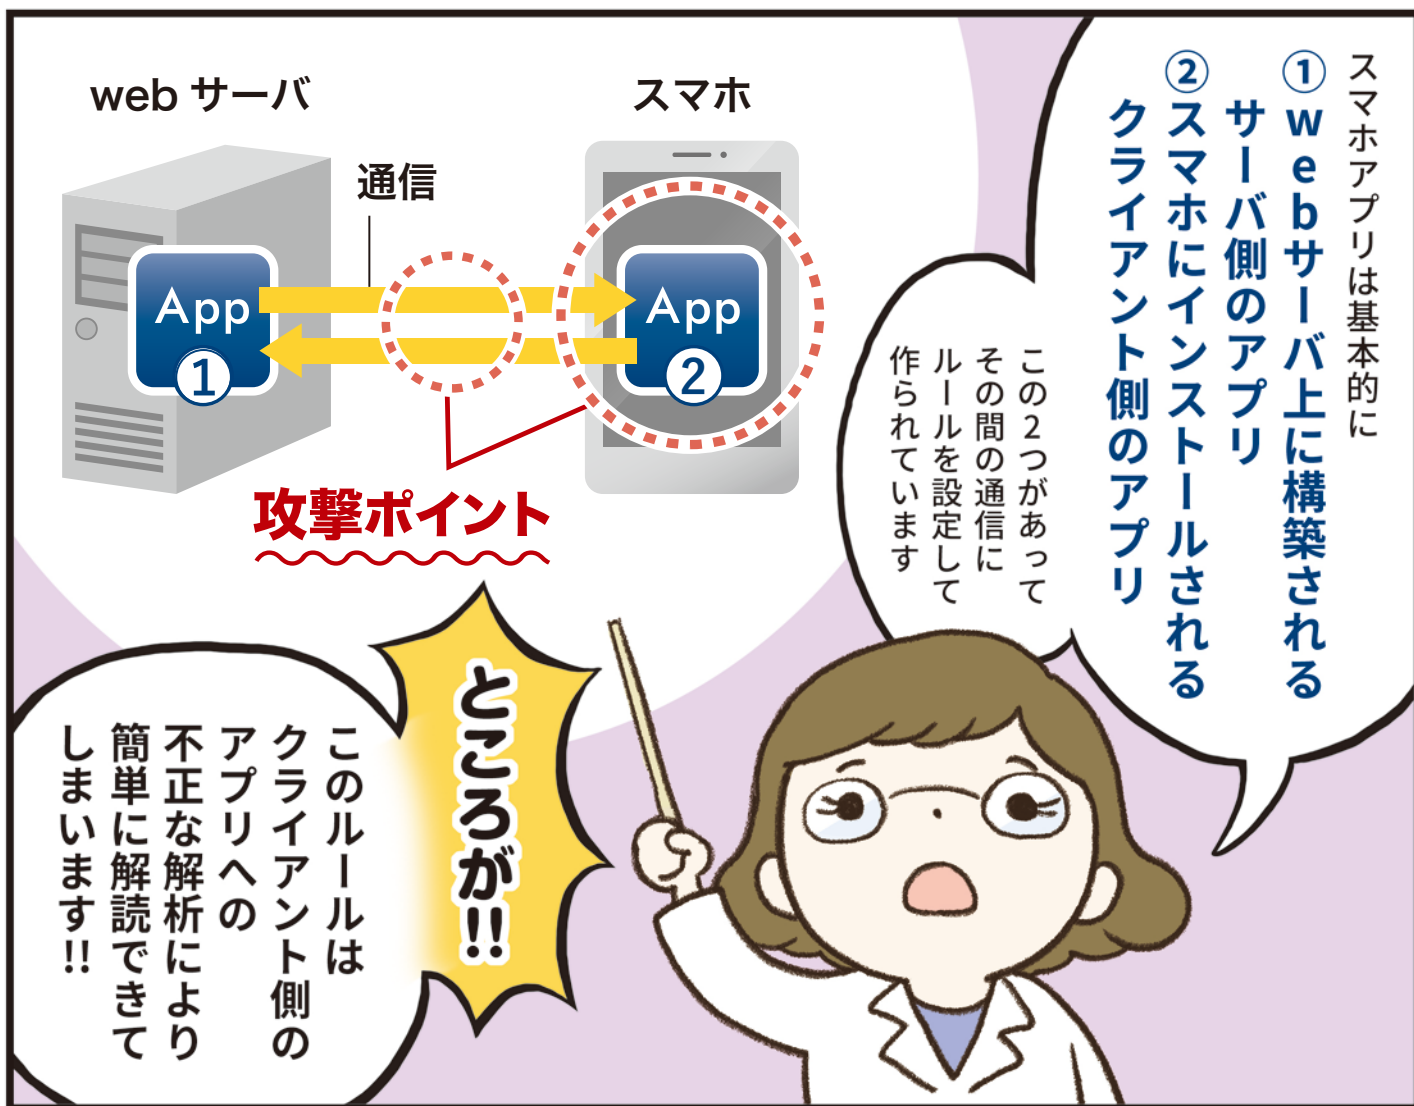 スマホアプリは基本的に
①webサーバ上に構築される
サーバ側のアプリ
②スマホにインストールされる
クライアント側のアプリ
この2つがあって
その間の通信に
ルールを設定して
作られています
webサーバ
スマホ
通信
App
①
App
②
攻撃ポイント
ところが!!
このルールは
クライアント側の
アプリへの
不正な解析により
簡単に解読できて
しまいます!!